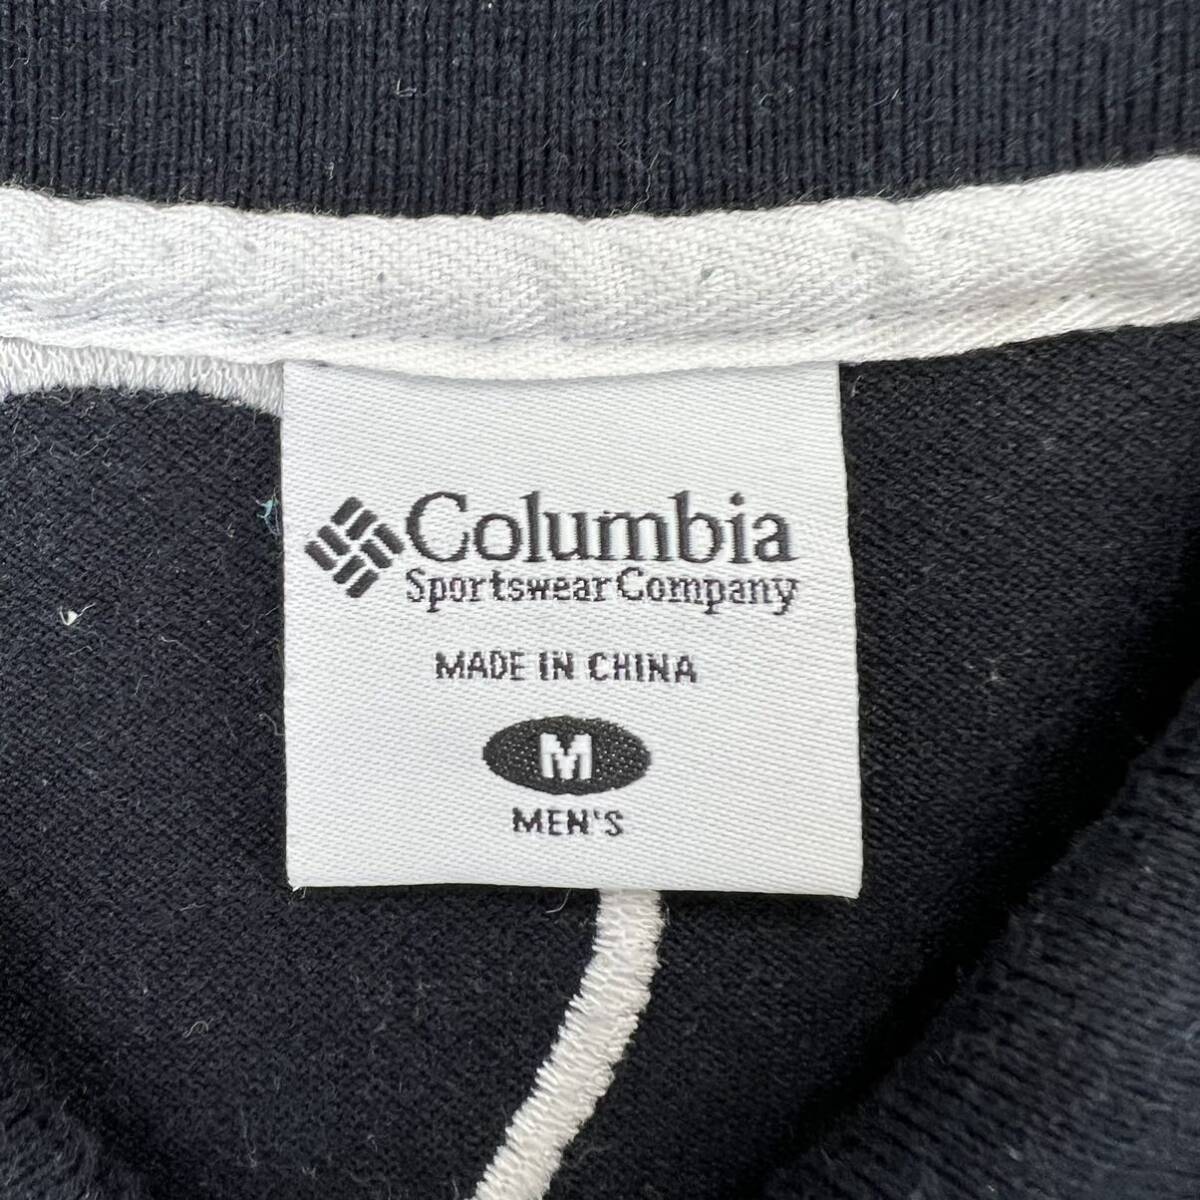 Columbia
Sportswear Company
MADE IN CHINA
M
MEN'S